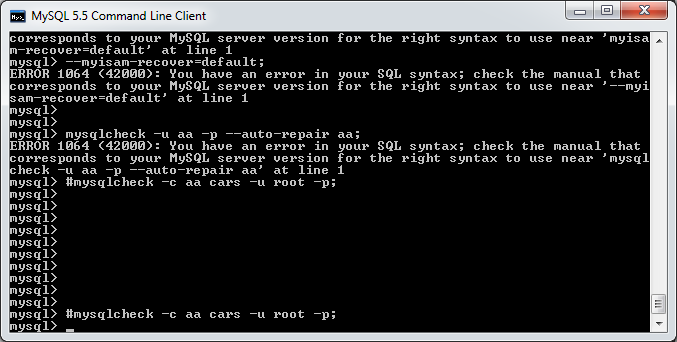 MySQL 5.5 Command Line Client
corresponds to your MySQL server version for the right syntax to use near 'myisa
m-recover=default' at line 1
mysql> --myisam-recover=default;
ERROR 1064 (42000): You have an error in your SQL syntax; check the manual that
corresponds to your MySQL server version for the right syntax to use near '--myi
sam-recover=default' at line 1
mysql>
mysql>
mysql> mysqlcheck -u aa -p --auto-repair aa;
ERROR 1064 (42000): You have an error in your SQL syntax; check the manual that
corresponds to your MySQL server version for the right syntax to use near 'mysql
check -u aa -p --auto-repair aa' at line 1
mysql> #mysqlcheck -c aa cars -u root -p;
mysql>
mysql>
mysql>
mysql>
mysql>
mysql>
mysql>
mysql>
mysql>
mysql>
mysql> #mysqlcheck -c aa cars -u root -p;
mysql> _